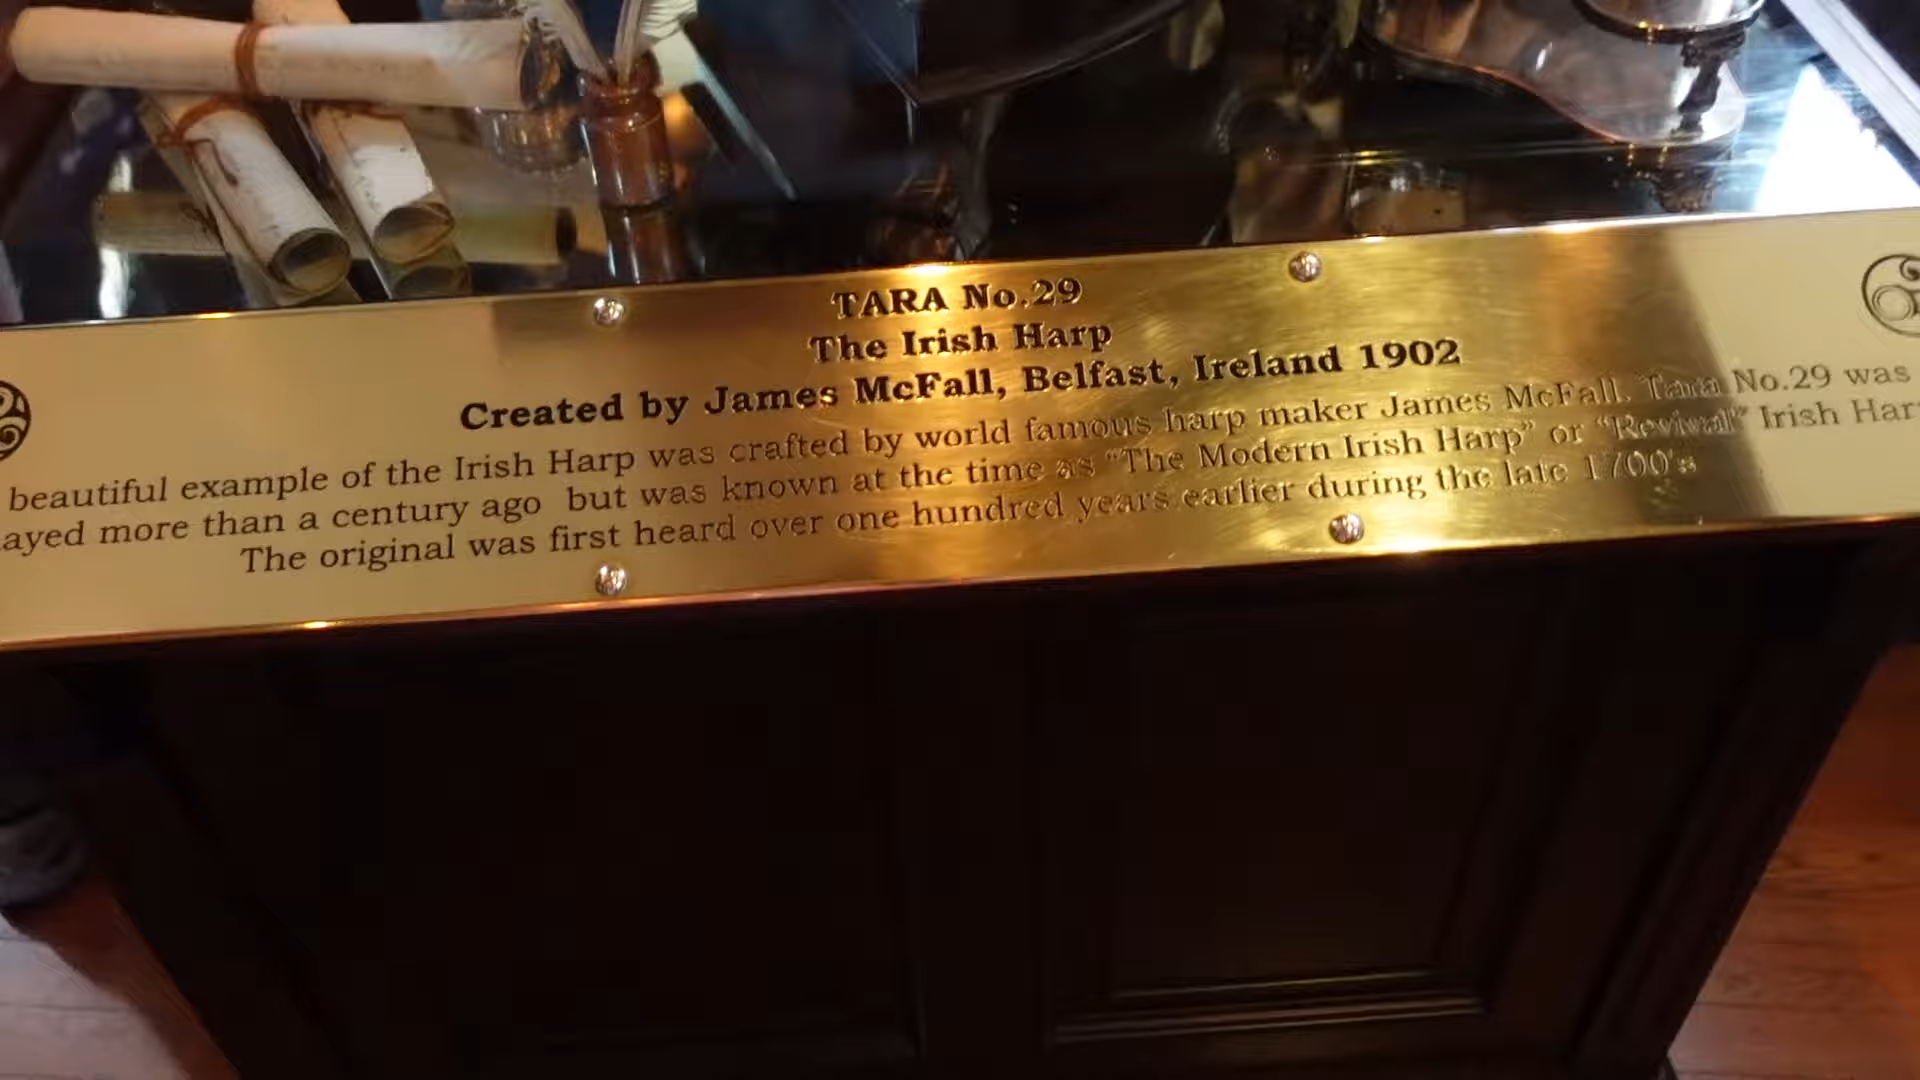 TARA No.29
The Irish Harp
Created by James McFall, Belfast, Ireland 1902
beautiful example of the Irish Harp was crafted by world famous harp maker James McFall. Tara No.29 was
ayed more than a century ago but was known at the time as "The Modern Irish Harp" or "Revival" Irish Har
The original was first heard over one hundred years earlier during the late 1700's